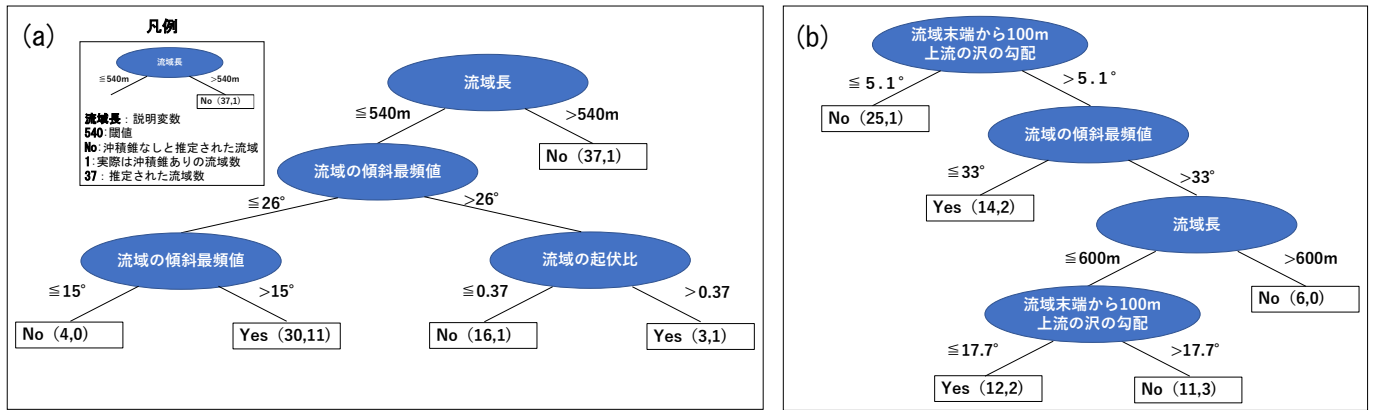 (a)
凡例
流域長
≦540m
>540m
No (37,1)
流域長：説明変数
540:閾値
No:沖積錐なしと推定された流域
1:実際は沖積錐ありの流域数
37：推定された流域数
流域長
≦540m
>540m
No (37,1)
流域の傾斜最頻値
≦26°
>26°
流域の傾斜最頻値
流域の起伏比
≦15°
>15°
≦0.37
>0.37
No (4,0)
Yes (30,11)
No (16,1)
Yes (3,1)
(b)
流域末端から100m
上流の沢の勾配
≦5.1°
>5.1°
No (25,1)
流域の傾斜最頻値
≦33°
>33°
Yes (14,2)
流域長
≦600m
>600m
No (6,0)
流域末端から100m
上流の沢の勾配
≦17.7°
>17.7°
Yes (12,2)
No (11,3)